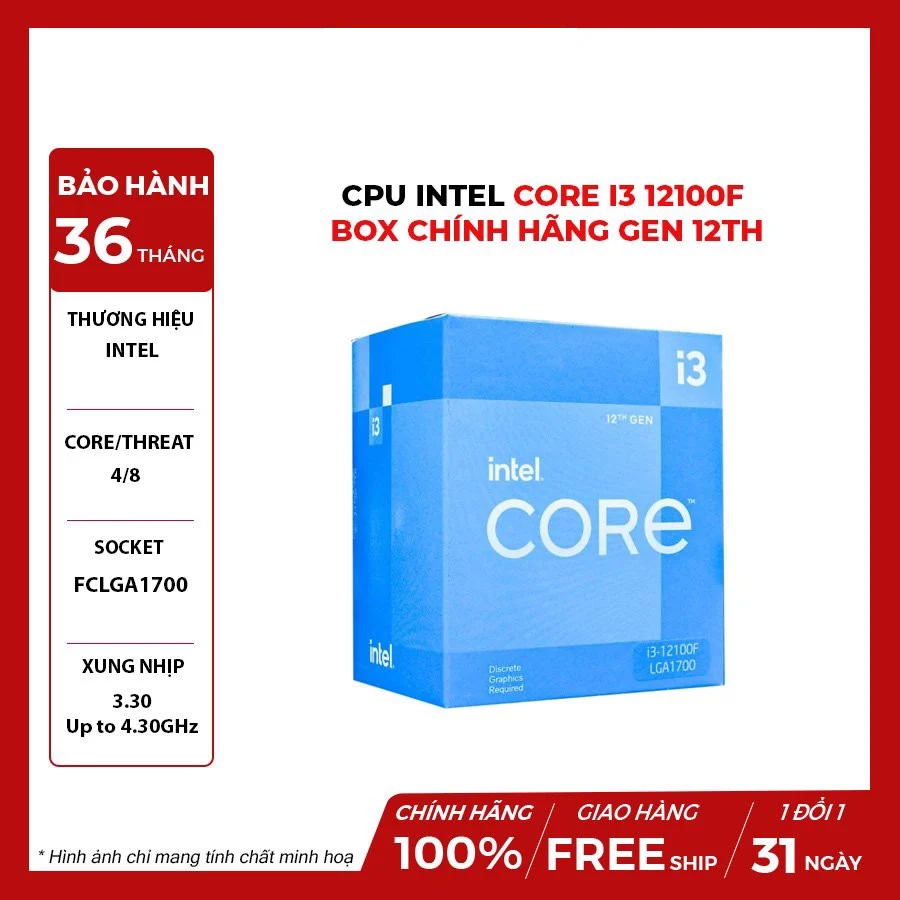 BẢO HÀNH
36 THÁNG
THƯƠNG HIỆU
INTEL
CORE/THREAT
4/8
SOCKET
FCLGA1700
XUNG NHỊP
3.30
Up to 4.30GHz
CPU INTEL CORE I3 12100F
BOX CHÍNH HÃNG GEN 12TH
i3
12TH GEN
i3
intel.
CORe™
intel.
i3-12100F
LGA1700
Discrete
Graphics
Required
* Hình ảnh chỉ mang tính chất minh hoạ
CHÍNH HÃNG
100%
GIAO HÀNG
FREE SHIP
1 ĐỔI 1
31 NGÀY